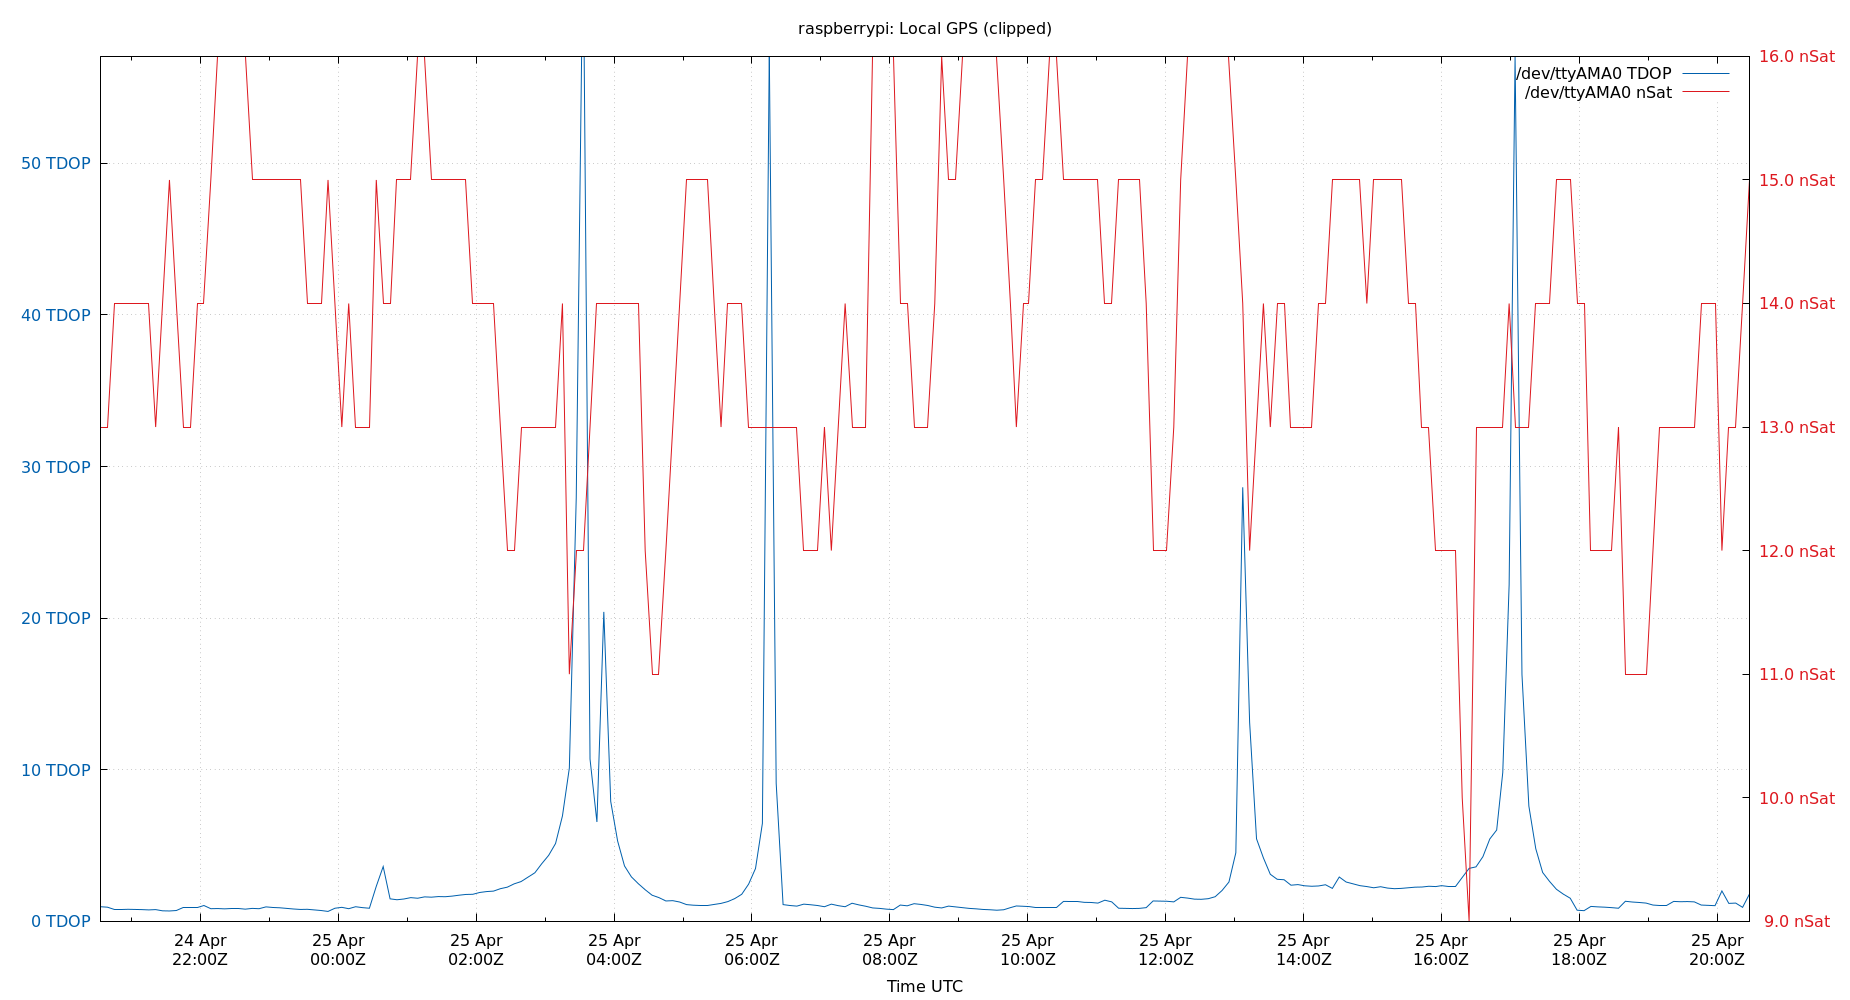 raspberrypi: Local GPS (clipped)
16.0 nSat
/dev/ttyAMA0 TDOP
/dev/ttyAMA0 nSat
50 TDOP
15.0 nSat
40 TDOP
14.0 nSat
13.0 nSat
30 TDOP
12.0 nSat
20 TDOP
11.0 nSat
10 TDOP
10.0 nSat
0 TDOP
9.0 nSat
24 Apr 25 Apr 25 Apr 25 Apr 25 Apr 25 Apr 25 Apr 25 Apr 25 Apr 25 Apr 25 Apr 25 Apr
22:00Z 00:00Z 02:00Z 04:00Z 06:00Z 08:00Z 10:00Z 12:00Z 14:00Z 16:00Z 18:00Z 20:00Z
Time UTC